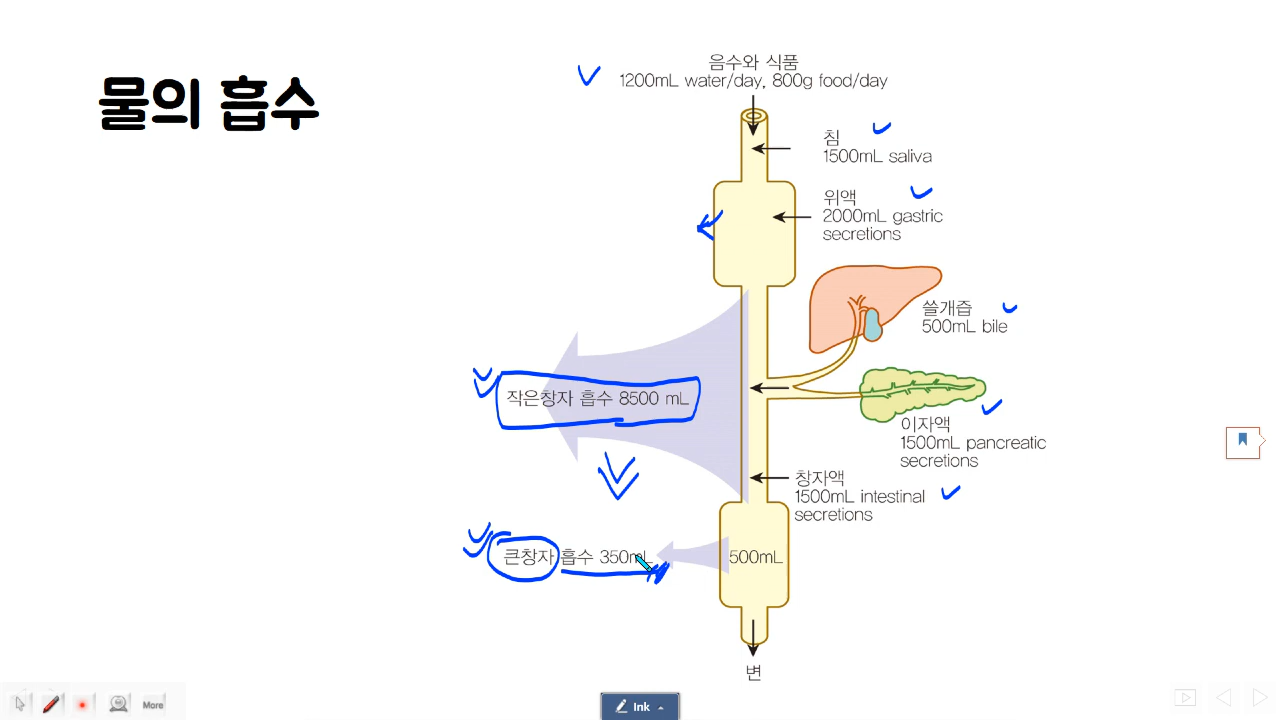 물의 흡수
음수와 식품
1200mL water/day, 800g food/day
침
1500mL saliva
위액
2000mL gastric
secretions
쓸개즙
500mL bile
작은창자 흡수 8500 mL
이자액
1500mL pancreatic
secretions
창자액
1500mL intestinal
secretions
큰창자 흡수 350mL
500mL
변
More
Ink